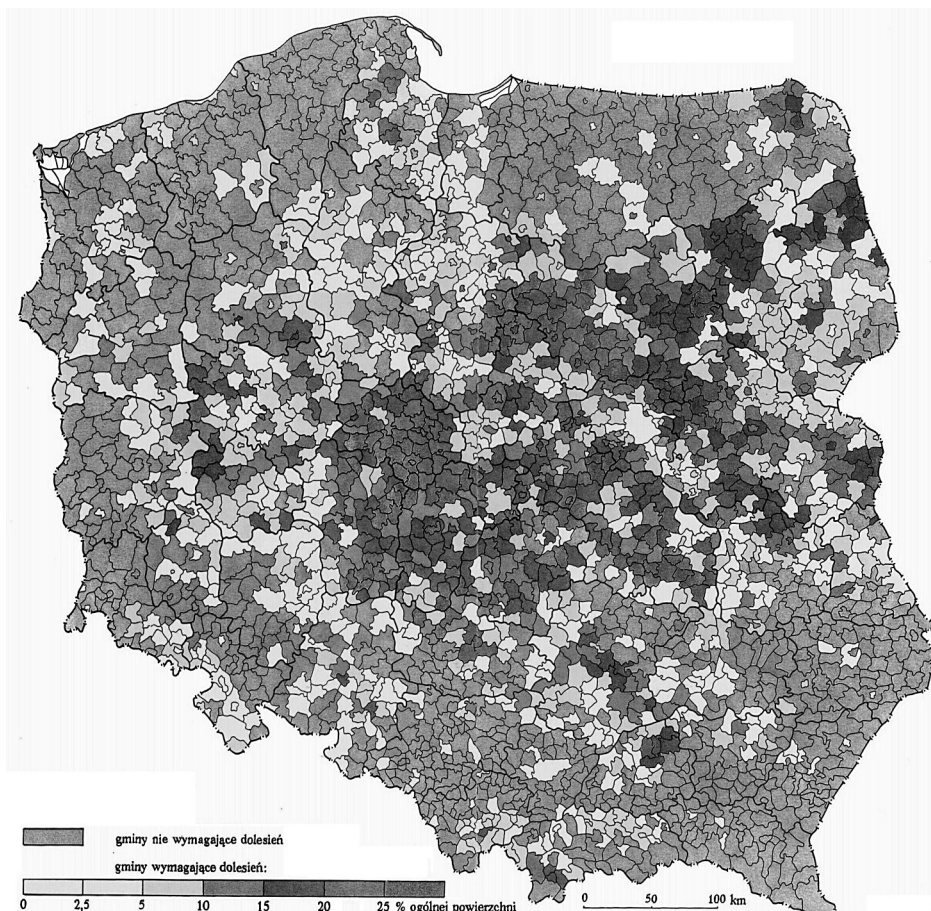 gminy nie wymagające dolesień
gminy wymagające dolesień:
0 2,5 5 10 15 20 25 % ogólnej powierzchni
0 50 100 km